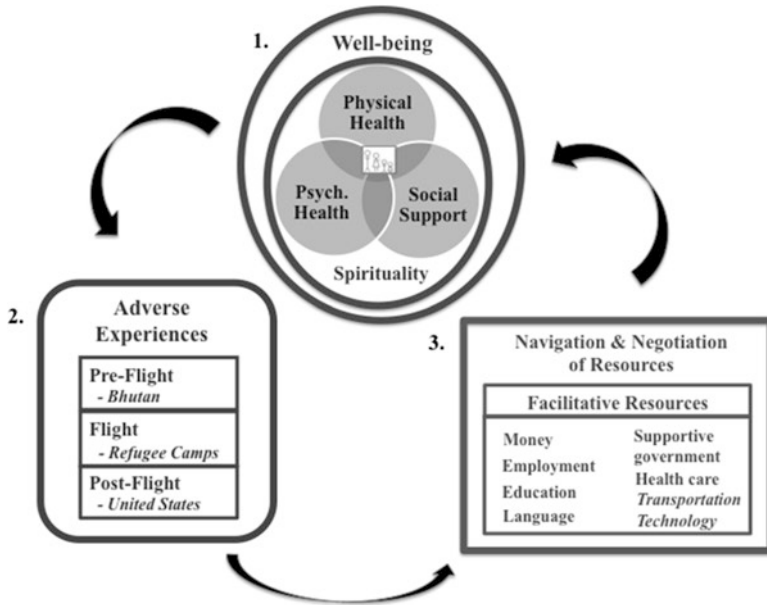 1.
Well-being
Physical
Health
Psych.
Health
Social
Support
Spirituality
2.
Adverse
Experiences
Pre-Flight
- Bhutan
Flight
- Refugee Camps
Post-Flight
- United States
3.
Navigation & Negotiation
of Resources
Facilitative Resources
Money
Employment
Education
Language
Supportive
government
Health care
Transportation
Technology